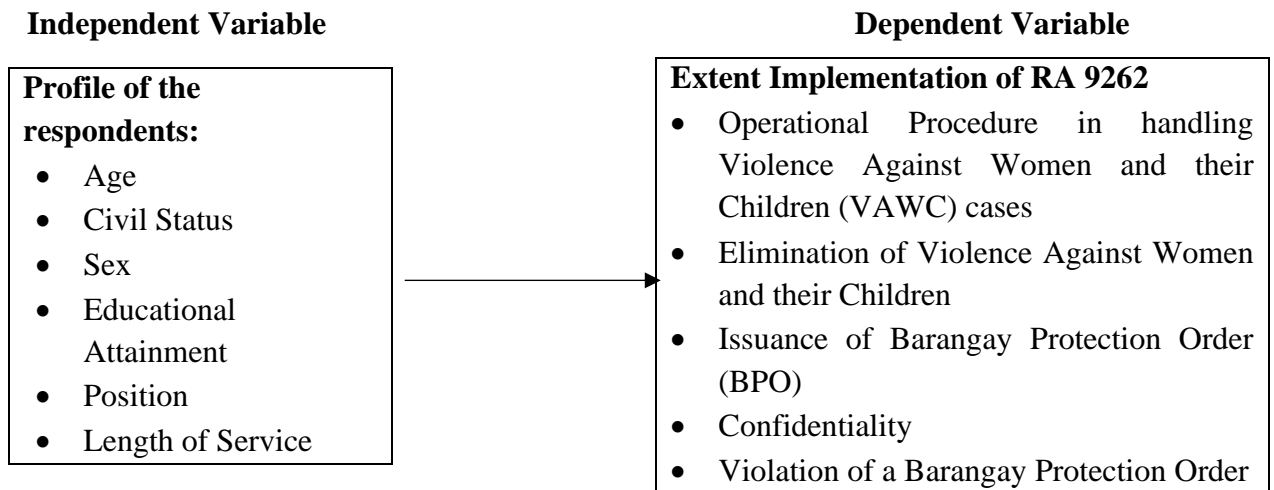 Independent Variable
Profile of the
respondents:
• Age
• Civil Status
• Sex
• Educational
Attainment
• Position
• Length of Service
Dependent Variable
Extent Implementation of RA 9262
• Operational Procedure in handling
Violence Against Women and their
Children (VAWC) cases
• Elimination of Violence Against Women
and their Children
• Issuance of Barangay Protection Order
(BPO)
• Confidentiality
• Violation of a Barangay Protection Order